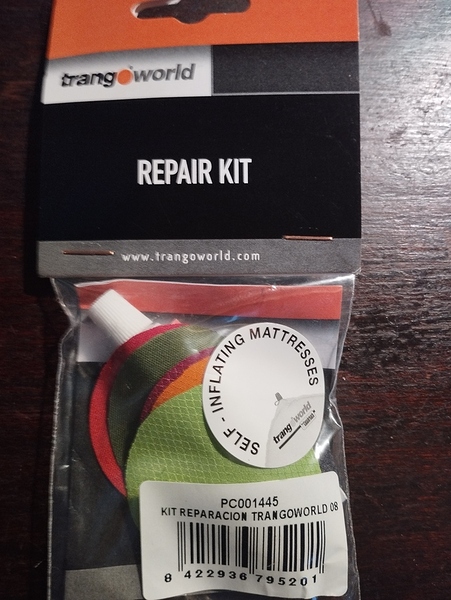 trangoworld
REPAIR KIT
www.trangoworld.com
SELF - INFLATING MATTRESSES
trangoworld
PC001445
KIT REPARACION TRANGOWORLD 08
8 422936 795201